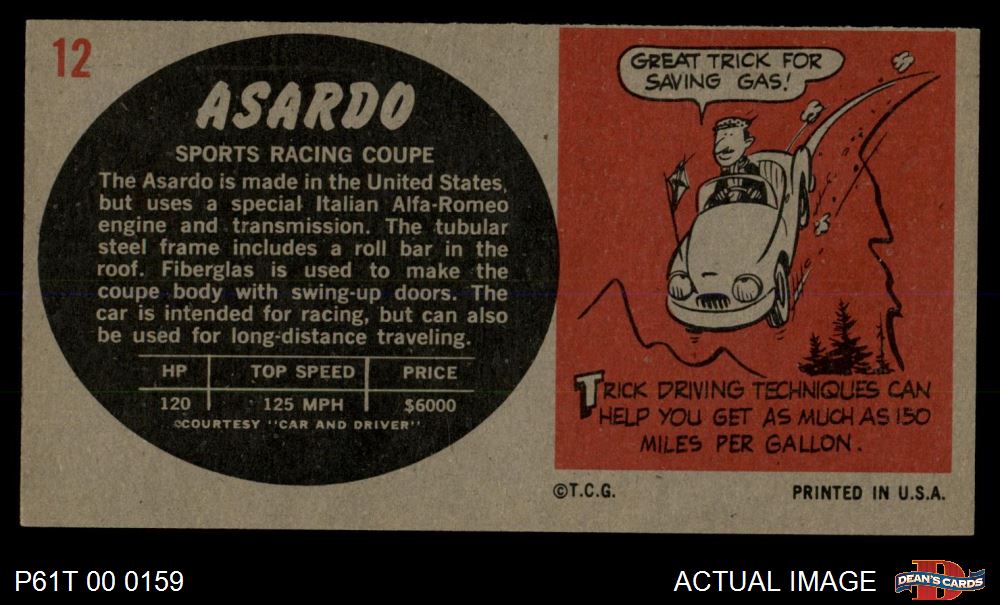 12
ASARDO
SPORTS RACING COUPE
The Asardo is made in the United States,
but uses a special Italian Alfa-Romeo
engine and transmission. The tubular
steel frame includes a roll bar in the
roof. Fiberglas is used to make the
coupe body with swing-up doors. The
car is intended for racing, but can also
be used for long-distance traveling.
HP TOP SPEED PRICE
120 125 MPH $6000
©COURTESY "CAR AND DRIVER"
GREAT TRICK FOR
SAVING GAS!
TRICK DRIVING TECHNIQUES CAN
HELP YOU GET AS MUCH AS 150
MILES PER GALLON.
©T.C.G. PRINTED IN U.S.A.
P61T 00 0159 ACTUAL IMAGE D DEAN'S CARDS